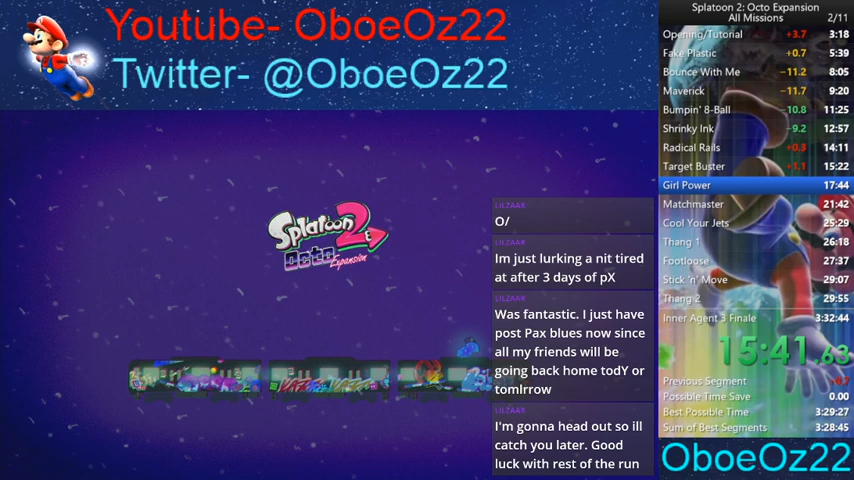 Youtube- OboeOz22
Twitter- @OboeOz22
Splatoon 2
Octo Expansion
LILZAAR
O/
LILZAAR
Im just lurking a nit tired
at after 3 days of pX
LILZAAR
Was fantastic. I just have
post Pax blues now since
all my friends will be
going back home todY or
tomIrrow
LILZAAR
I'm gonna head out so ill
catch you later. Good
luck with rest of the run
Splatoon 2: Octo Expansion
All Missions 2/11
Opening/Tutorial +3.7 3:18
Fake Plastic +0.7 5:39
Bounce With Me −11.2 8:05
Maverick −11.7 9:20
Bumpin' 8-Ball −10.8 11:25
Shrinky Ink −9.2 12:57
Radical Rails +0.3 14:11
Target Buster +1.1 15:22
Girl Power 17:44
Matchmaster 21:42
Cool Your Jets 25:29
Thang 1 26:18
Footloose 27:37
Stick 'n' Move 29:07
Thang 2 29:55
Inner Agent 3 Finale 3:32:44
15:41.63
Previous Segment +0.7
Possible Time Save 0.00
Best Possible Time 3:29:27
Sum of Best Segments 3:28:45
OboeOz22